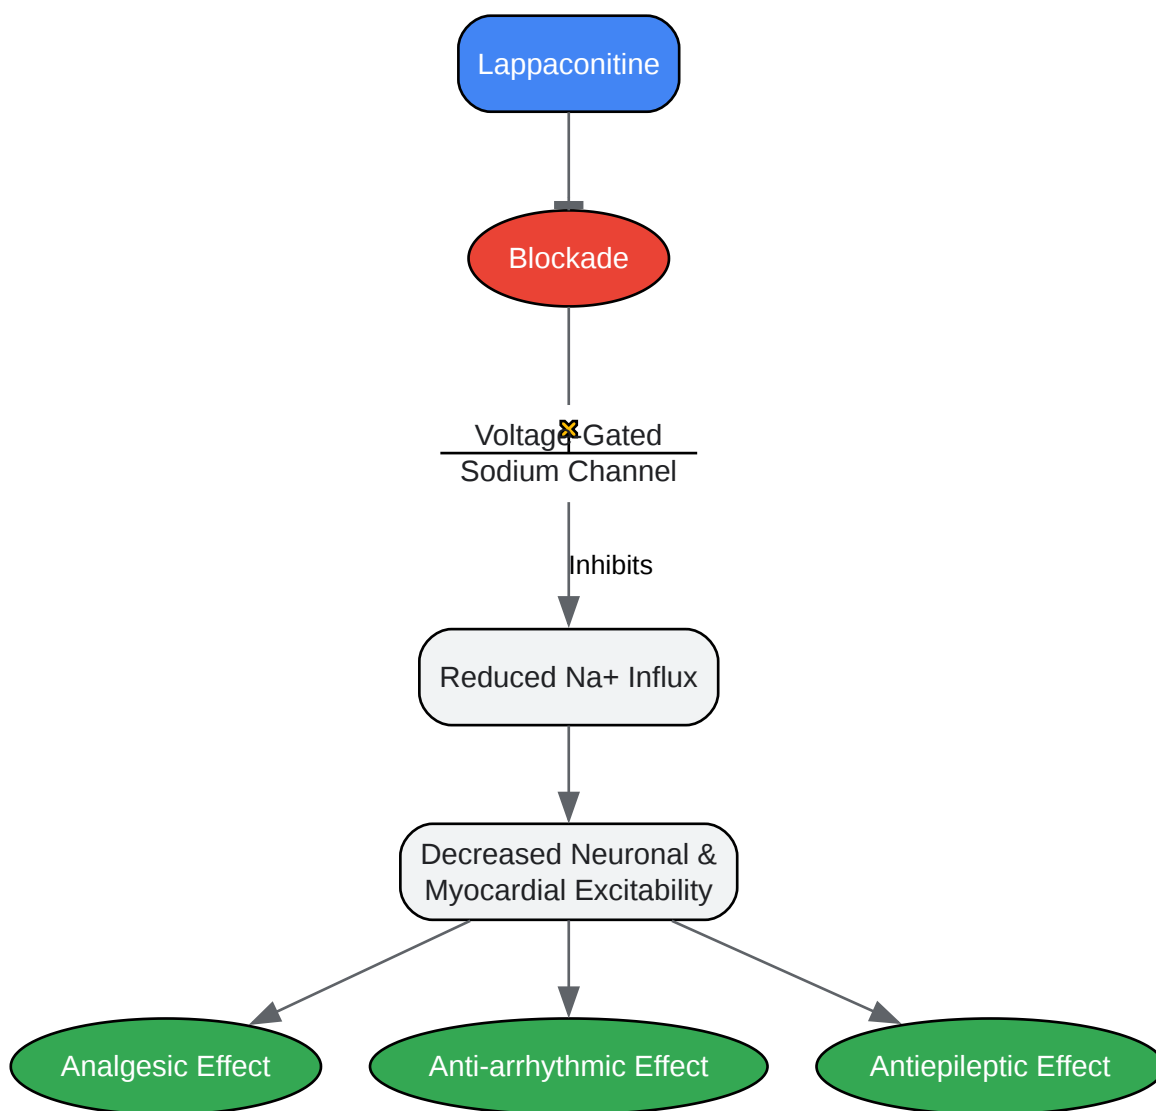 Lappaconitine
Blockade
Voltage-Gated
Sodium Channel
Inhibits
Reduced Na+ Influx
Decreased Neuronal &
Myocardial Excitability
Analgesic Effect
Anti-arrhythmic Effect
Antiepileptic Effect